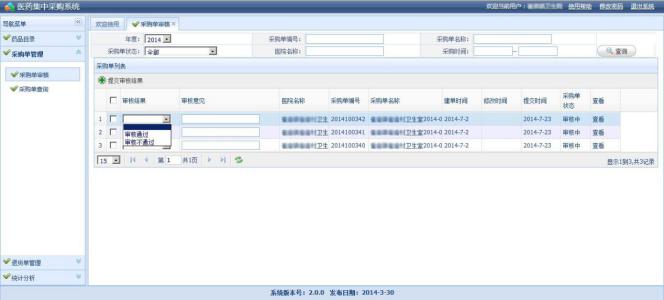 医药集中采购系统
欢迎当前用户： 使用帮助 修改密码 退出系统
导航菜单
药品目录
采购单管理
采购单审核
采购单查询
退货单管理
统计分析
欢迎使用 采购单审核
年度： 2014 采购单编号： 采购单名称：
采购单状态： 全部 医院名称： 采购时间： - 查询
采购单列表
提交审核结果
审核结果 审核意见 医院名称 采购单编号 采购单名称 建单时间 修改时间 提交时间 采购单状态 查看
1 村卫生 2014100342 村卫生室2014-0 2014-7-2 2014-7-23 审核中 查看
2 村卫生 2014100341 村卫生室2014-0 2014-7-2 2014-7-23 审核中 查看
3 村卫生 2014100340 村卫生室2014-0 2014-7-2 2014-7-23 审核中 查看
审核通过
审核不通过
15 第 1 共1页 显示1到3,共3记录
系统版本号：2.0.0 发布日期：2014-3-30